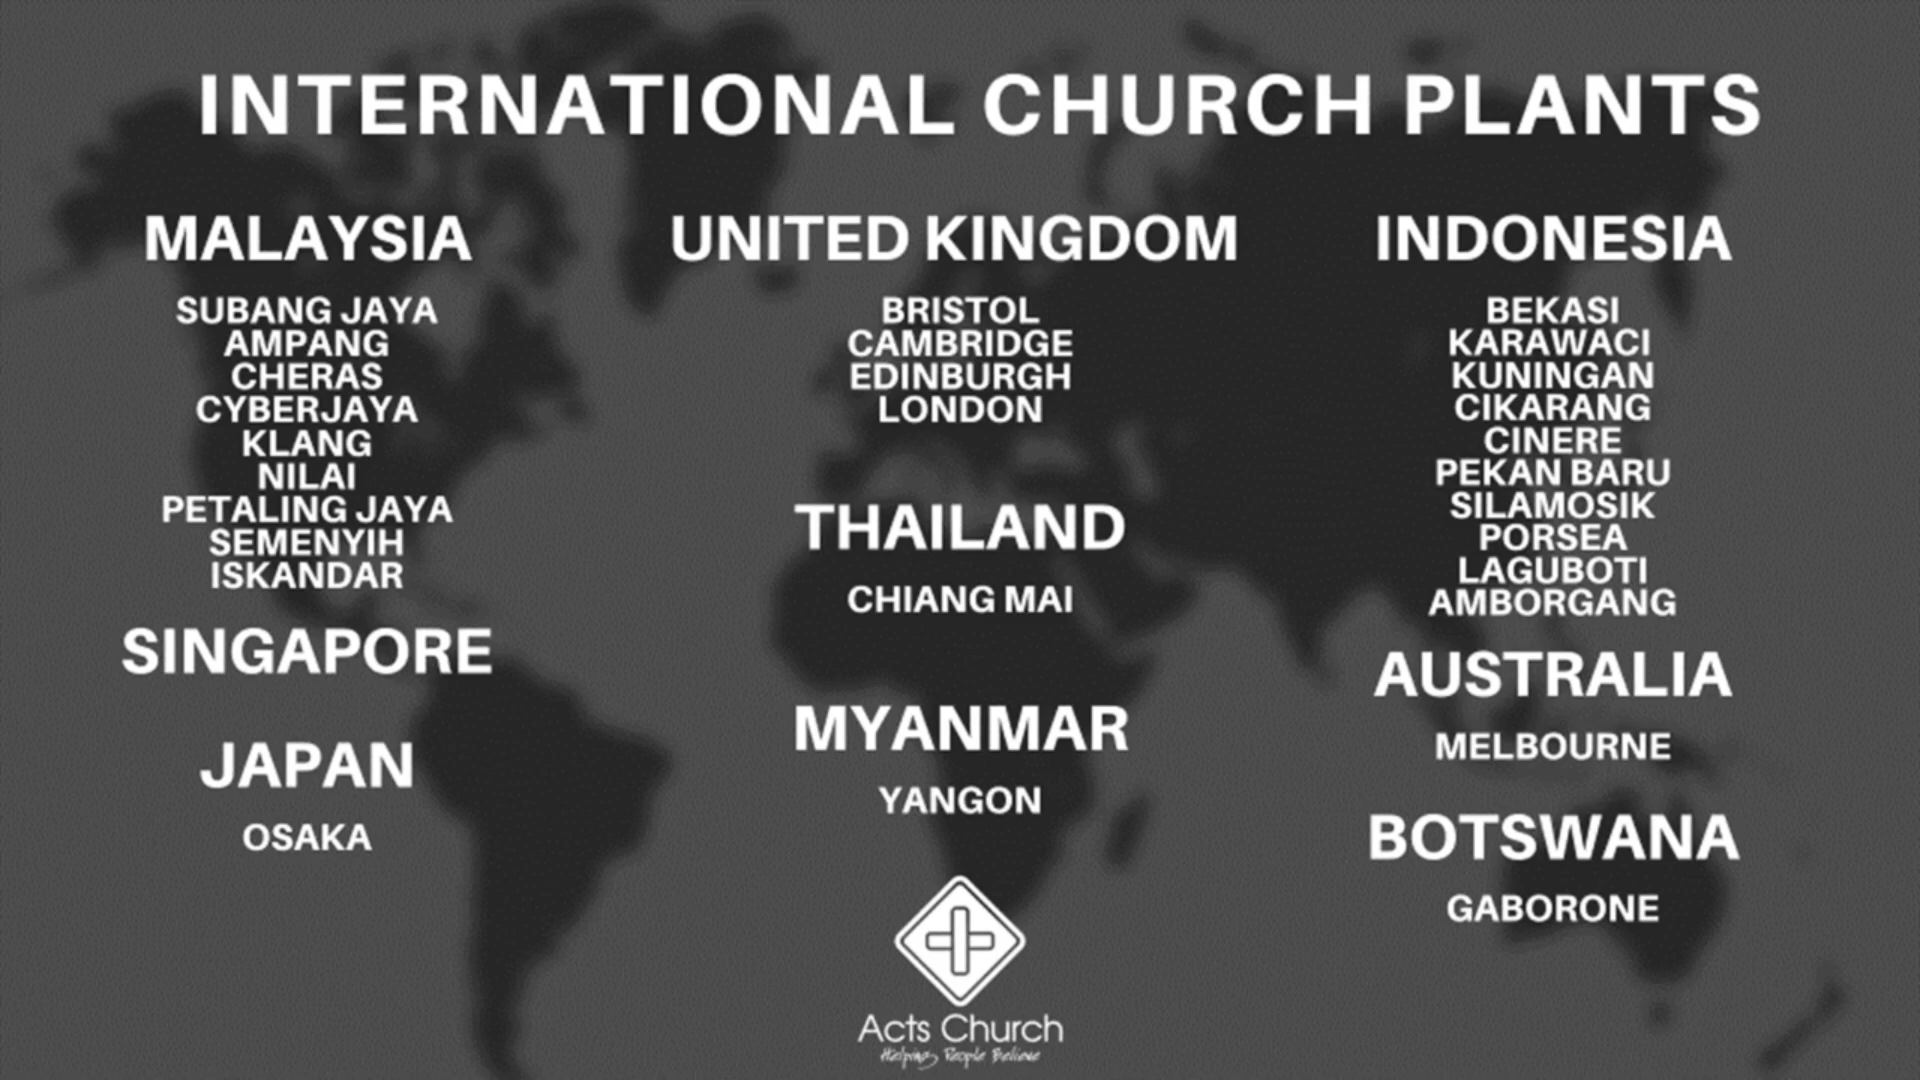 INTERNATIONAL CHURCH PLANTS
MALAYSIA
SUBANG JAYA
AMPANG
CHERAS
CYBERJAYA
KLANG
NILAI
PETALING JAYA
SEMENYIH
ISKANDAR
SINGAPORE
JAPAN
OSAKA
UNITED KINGDOM
BRISTOL
CAMBRIDGE
EDINBURGH
LONDON
THAILAND
CHIANG MAI
MYANMAR
YANGON
INDONESIA
BEKASI
KARAWACI
KUNINGAN
CIKARANG
CINERE
PEKAN BARU
SILAMOSIK
PORSEA
LAGUBOTI
AMBORGANG
AUSTRALIA
MELBOURNE
BOTSWANA
GABORONE
Acts Church
Helping People Believe